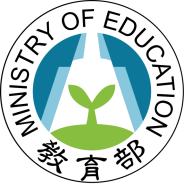 MINISTRY OF EDUCATION
教育部